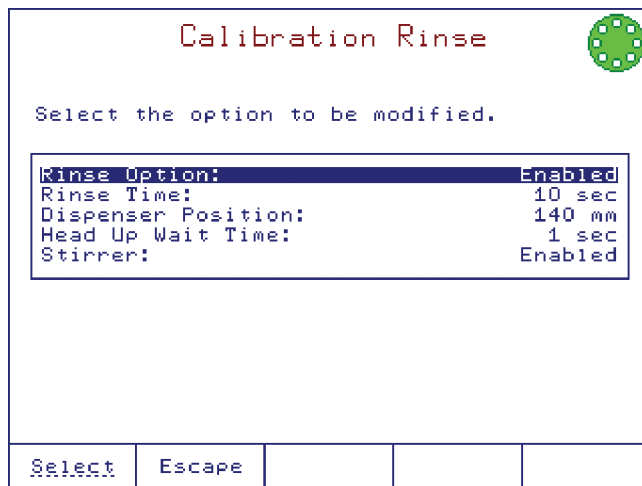 Calibration Rinse
Select the option to be modified.
Rinse Option: Enabled
Rinse Time: 10 sec
Dispenser Position: 140 mm
Head Up Wait Time: 1 sec
Stirrer: Enabled
Select Escape